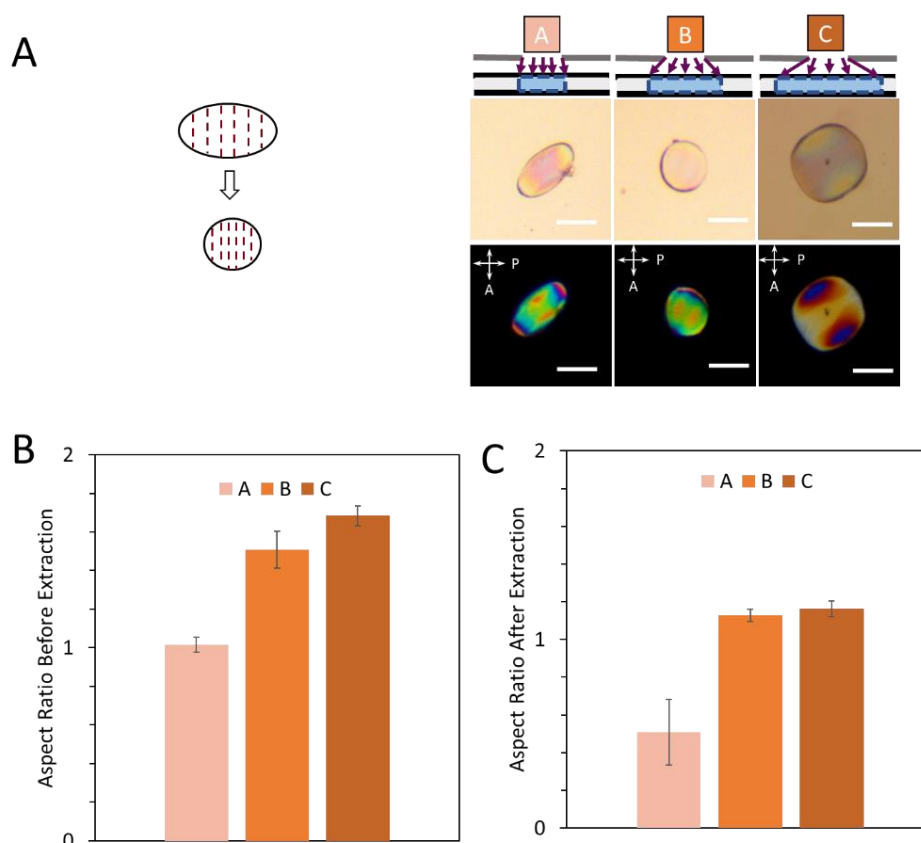 A
A B C
P
A
P
A
P
A
B
2
A B C
1
0
Aspect Ratio Before Extraction
C
2
A B C
1
0
Aspect Ratio After Extraction